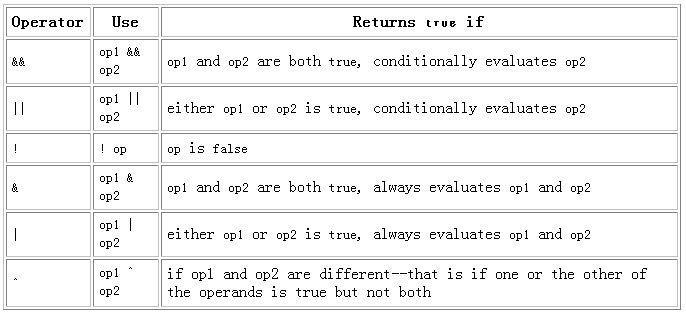 Operator Use Returns true if
&& op1 && op2 op1 and op2 are both true, conditionally evaluates op2
|| op1 || op2 either op1 or op2 is true, conditionally evaluates op2
! ! op op is false
& op1 & op2 op1 and op2 are both true, always evaluates op1 and op2
| op1 | op2 either op1 or op2 is true, always evaluates op1 and op2
^ op1 ^ op2 if op1 and op2 are different--that is if one or the other of
the operands is true but not both